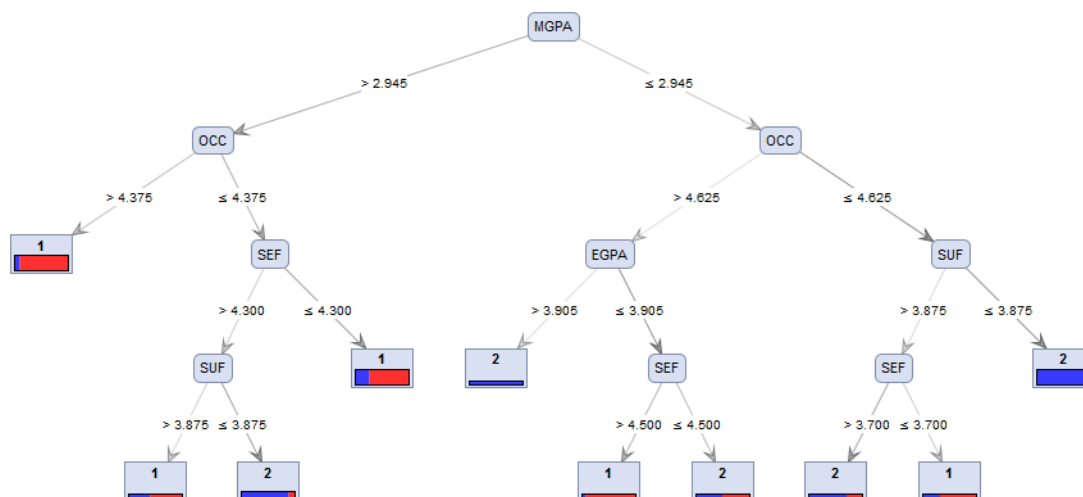 MGPA
> 2.945 ≤ 2.945
OCC OCC
> 4.375 ≤ 4.375 > 4.625 ≤ 4.625
1 SEF EGPA SUF
> 4.300 ≤ 4.300 > 3.905 ≤ 3.905 > 3.875 ≤ 3.875
SUF 1 2 SEF SEF 2
> 3.875 ≤ 3.875 > 4.500 ≤ 4.500 > 3.700 ≤ 3.700
1 2 1 2 2 1